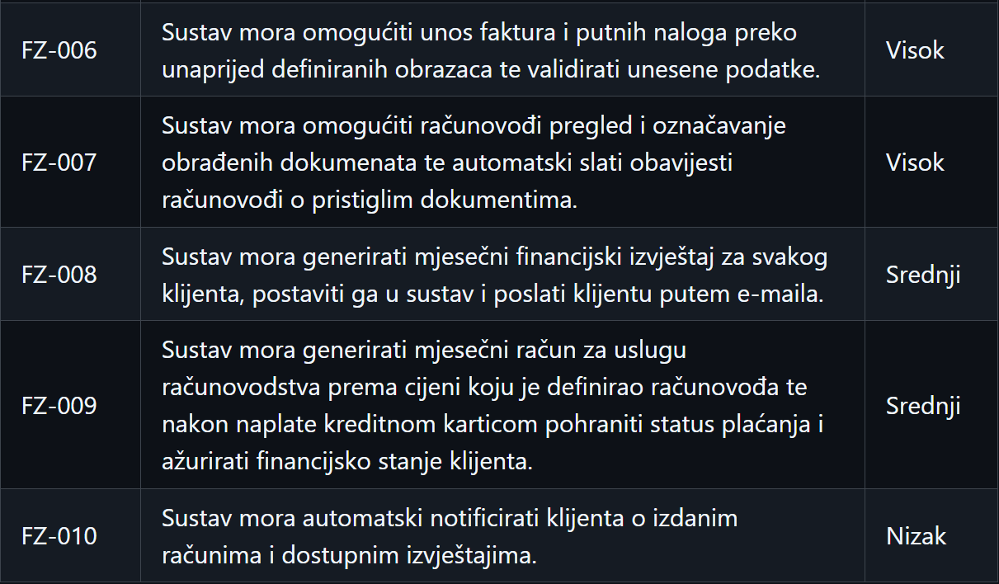 FZ-006
Sustav mora omogućiti unos faktura i putnih naloga preko
unaprijed definiranih obrazaca te validirati unesene podatke.
Visok
FZ-007
Sustav mora omogućiti računovođi pregled i označavanje
obrađenih dokumenata te automatski slati obavijesti
računovođi o pristiglim dokumentima.
Visok
FZ-008
Sustav mora generirati mjesečni financijski izvještaj za svakog
klijenta, postaviti ga u sustav i poslati klijentu putem e-maila.
Srednji
FZ-009
Sustav mora generirati mjesečni račun za uslugu
računovodstva prema cijeni koju je definirao računovođa te
nakon naplate kreditnom karticom pohraniti status plaćanja i
ažurirati financijsko stanje klijenta.
Srednji
FZ-010
Sustav mora automatski notificirati klijenta o izdanim
računima i dostupnim izvještajima.
Nizak